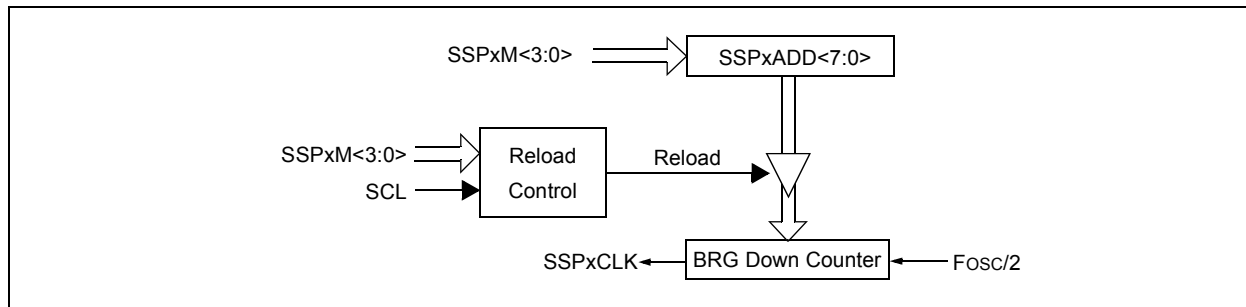 SSPxM<3:0>
SSPxADD<7:0>
SSPxM<3:0>
SCL
Reload
Control
Reload
SSPxCLK
BRG Down Counter
FOSC/2